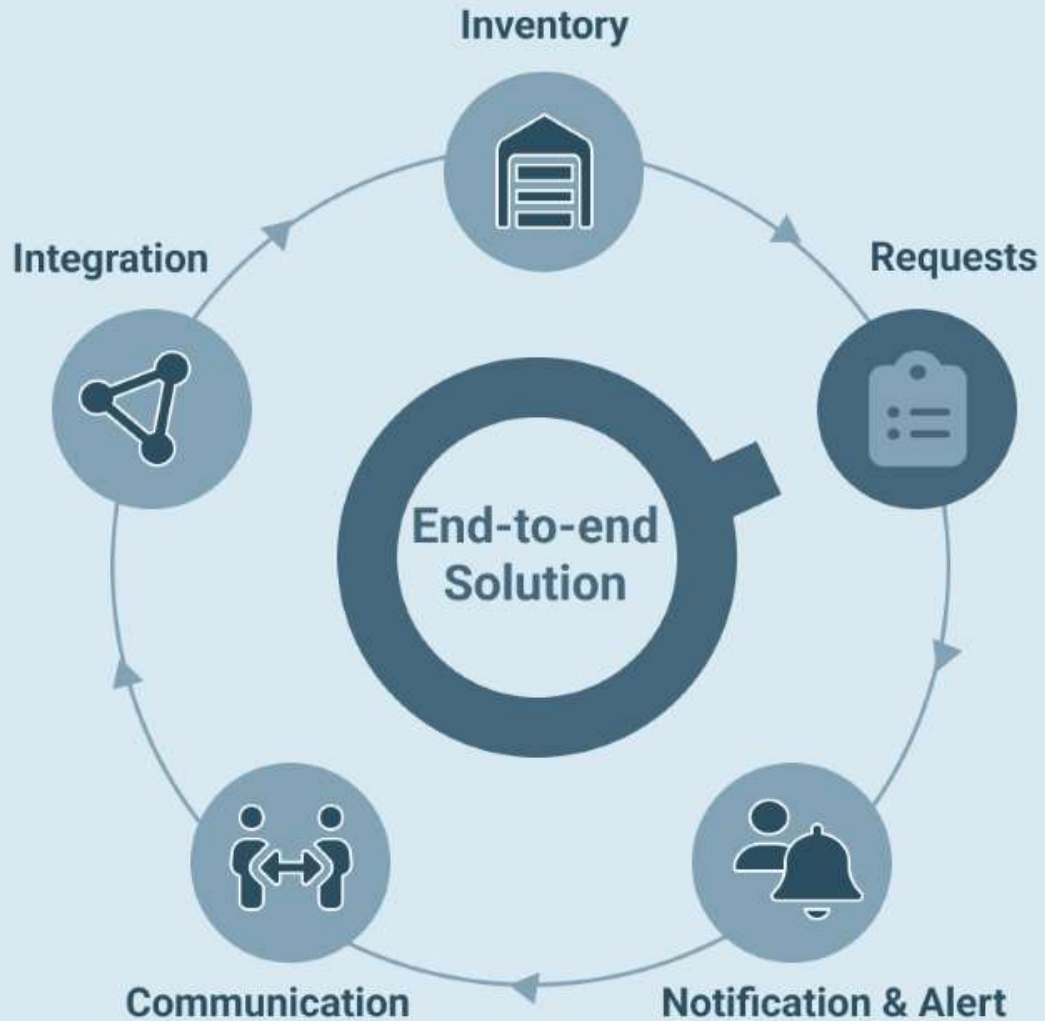 Inventory
Integration
Requests
End-to-end
Solution
Communication
Notification & Alert